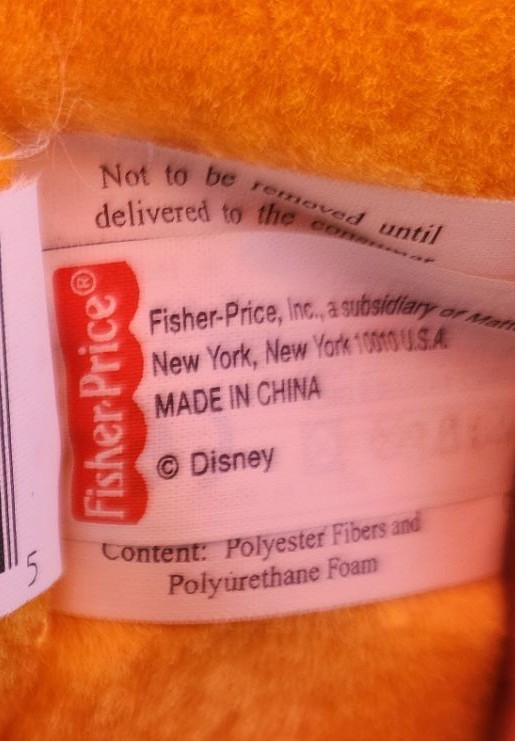 Not to be removed until
delivered to the consumer
Fisher-Price®
Fisher-Price, Inc., a subsidiary of
New York, New York 10010 U.S.A.
MADE IN CHINA
© Disney
Content: Polyester Fibers and
Polyurethane Foam
5